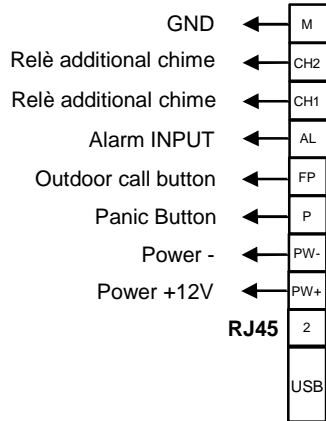 GND M
Relè additional chime CH2
Relè additional chime CH1
Alarm INPUT AL
Outdoor call button FP
Panic Button P
Power - PW-
Power +12V PW+
RJ45 2
USB